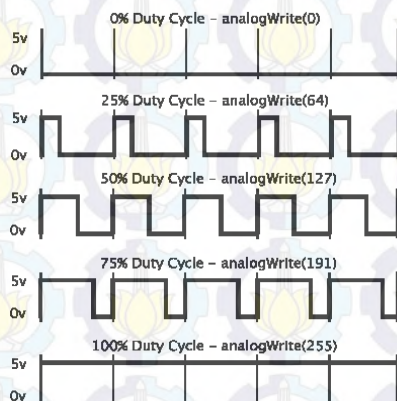 0% Duty Cycle – analogWrite(0)
5v
0v
25% Duty Cycle – analogWrite(64)
5v
0v
50% Duty Cycle – analogWrite(127)
5v
0v
75% Duty Cycle – analogWrite(191)
5v
0v
100% Duty Cycle – analogWrite(255)
5v
0v